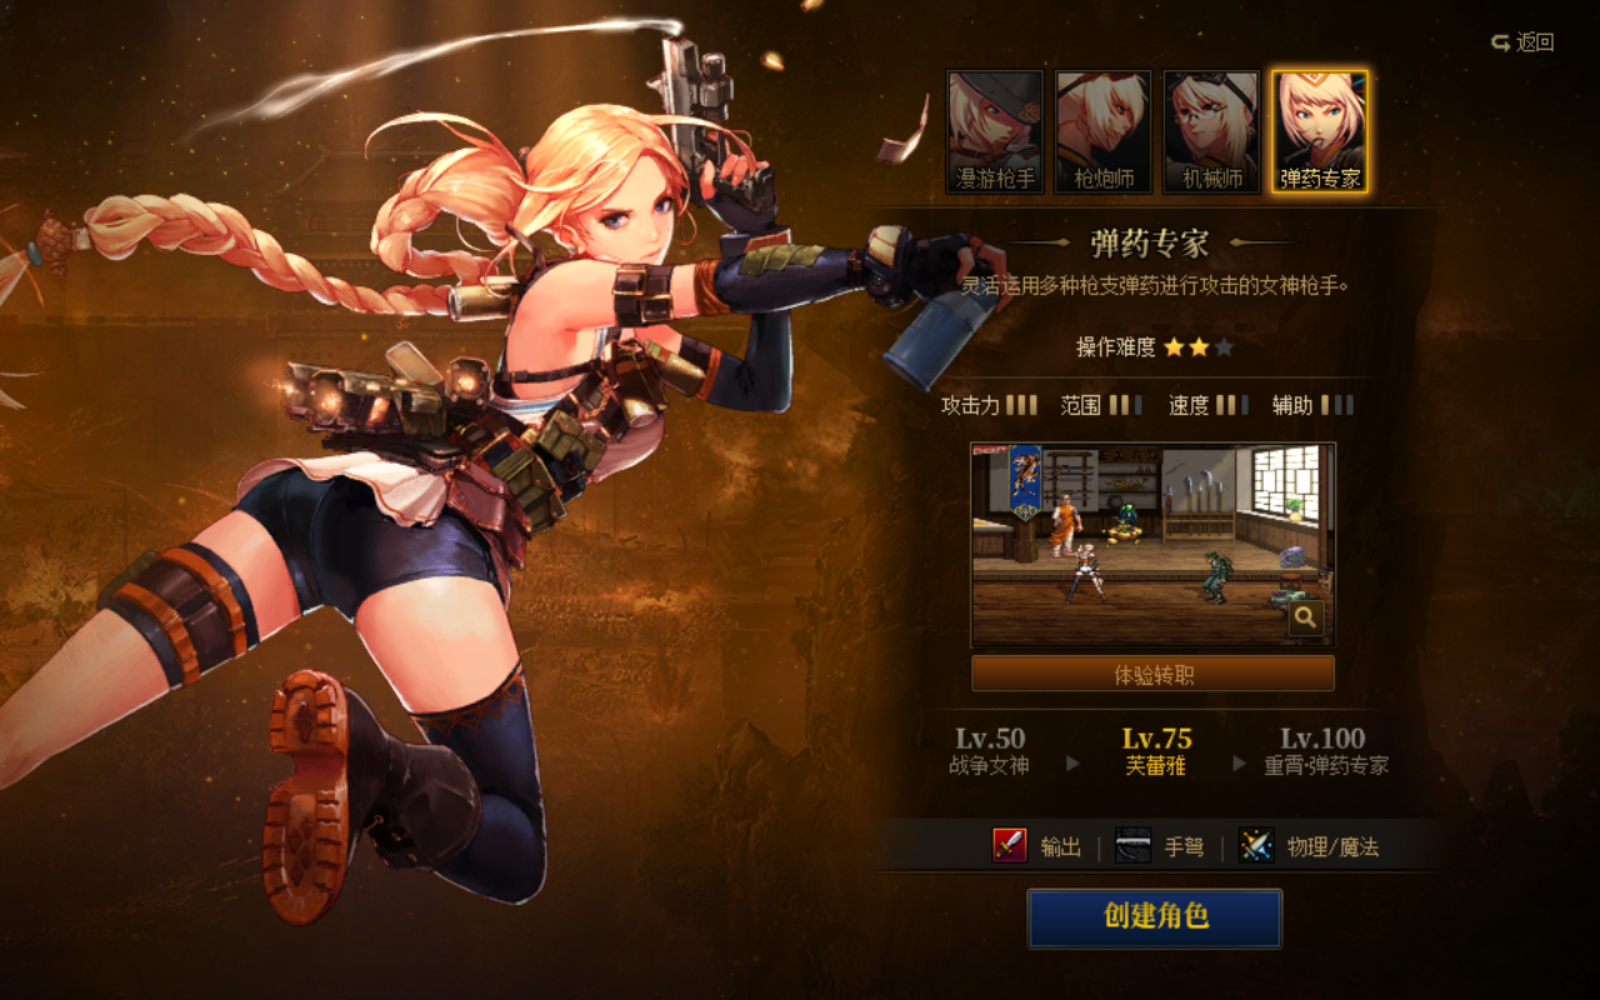 返回
漫游枪手
枪炮师
机械师
弹药专家
弹药专家
灵活运用多种枪支弹药进行攻击的女神枪手。
操作难度
攻击力 范围 速度 辅助
体验转职
Lv.50 Lv.75 Lv.100
战争女神 芙蕾雅 重霄·弹药专家
输出 | 手弩 | 物理/魔法
创建角色